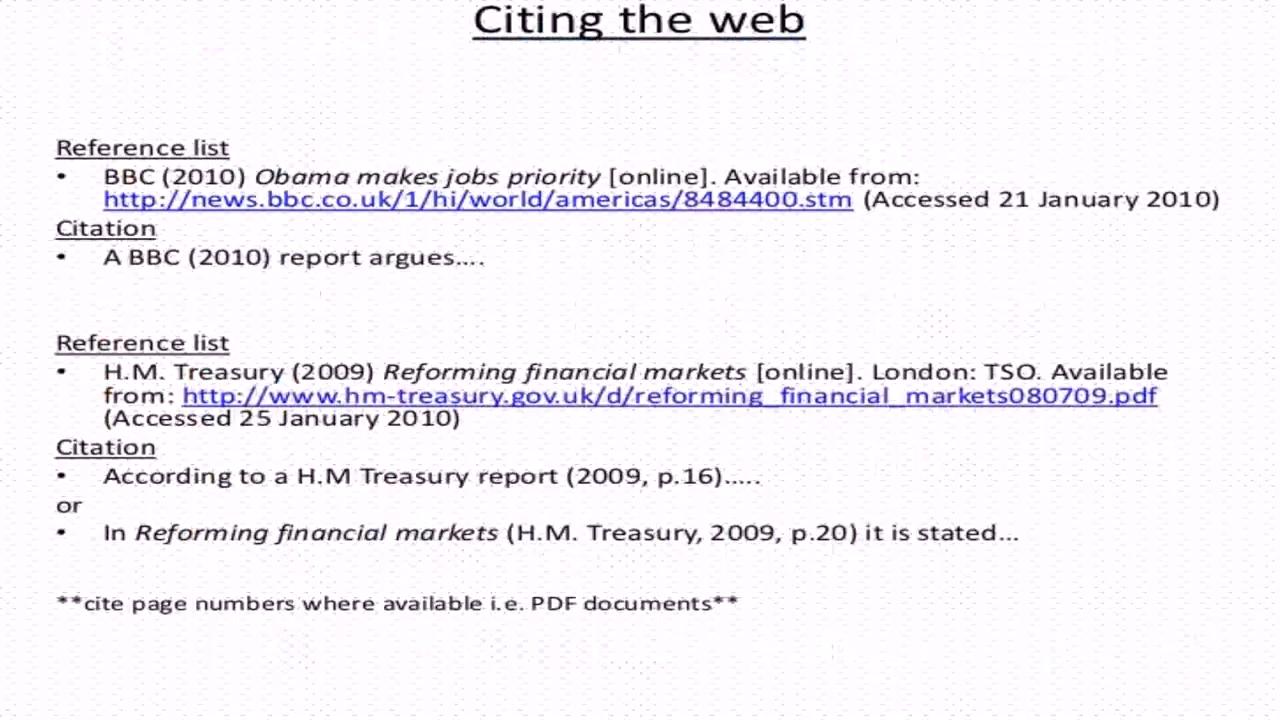 Citing the web
Reference list
• BBC (2010) Obama makes jobs priority [online]. Available from:
http://news.bbc.co.uk/1/hi/world/americas/8484400.stm (Accessed 21 January 2010)
Citation
• A BBC (2010) report argues….
Reference list
• H.M. Treasury (2009) Reforming financial markets [online]. London: TSO. Available
from: http://www.hm-treasury.gov.uk/d/reforming_financial_markets080709.pdf
(Accessed 25 January 2010)
Citation
• According to a H.M Treasury report (2009, p.16)…..
or
• In Reforming financial markets (H.M. Treasury, 2009, p.20) it is stated…
**cite page numbers where available i.e. PDF documents**